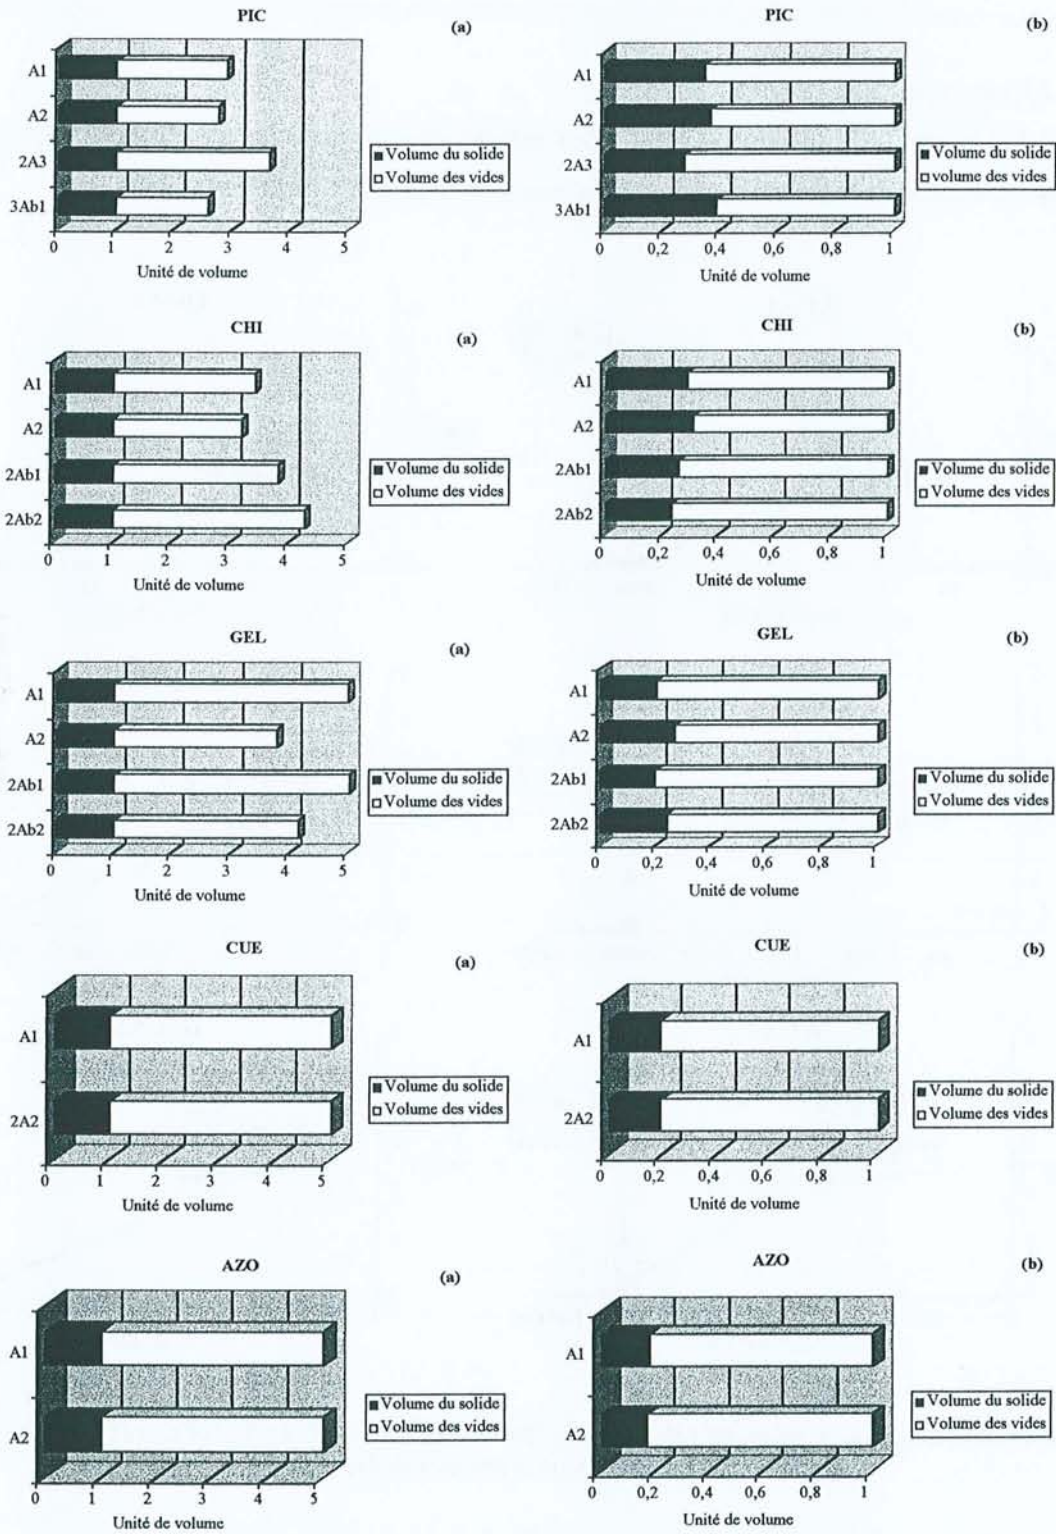 PIC
(a)
A1
A2
2A3
3Ab1
0 1 2 3 4 5
Unité de volume
Volume du solide
Volume des vides
PIC
(b)
A1
A2
2A3
3Ab1
0 0,2 0,4 0,6 0,8 1
Unité de volume
Volume du solide
volume des vides
CHI
(a)
A1
A2
2Ab1
2Ab2
0 1 2 3 4 5
Unité de volume
Volume du solide
Volume des vides
CHI
(b)
A1
A2
2Ab1
2Ab2
0 0,2 0,4 0,6 0,8 1
Unité de volume
Volume du solide
Volume des vides
GEL
(a)
A1
A2
2Ab1
2Ab2
0 1 2 3 4 5
Unité de volume
Volume du solide
Volume des vides
GEL
(b)
A1
A2
2Ab1
2Ab2
0 0,2 0,4 0,6 0,8 1
Unité de volume
Volume du solide
Volume des vides
CUE
(a)
A1
2A2
0 1 2 3 4 5
Unité de volume
Volume du solide
Volume des vides
CUE
(b)
A1
2A2
0 0,2 0,4 0,6 0,8 1
Unité de volume
Volume du solide
Volume des vides
AZO
(a)
A1
A2
0 1 2 3 4 5
Unité de volume
Volume du solide
Volume des vides
AZO
(b)
A1
A2
0 0,2 0,4 0,6 0,8 1
Unité de volume
Volume du solide
Volume des vides